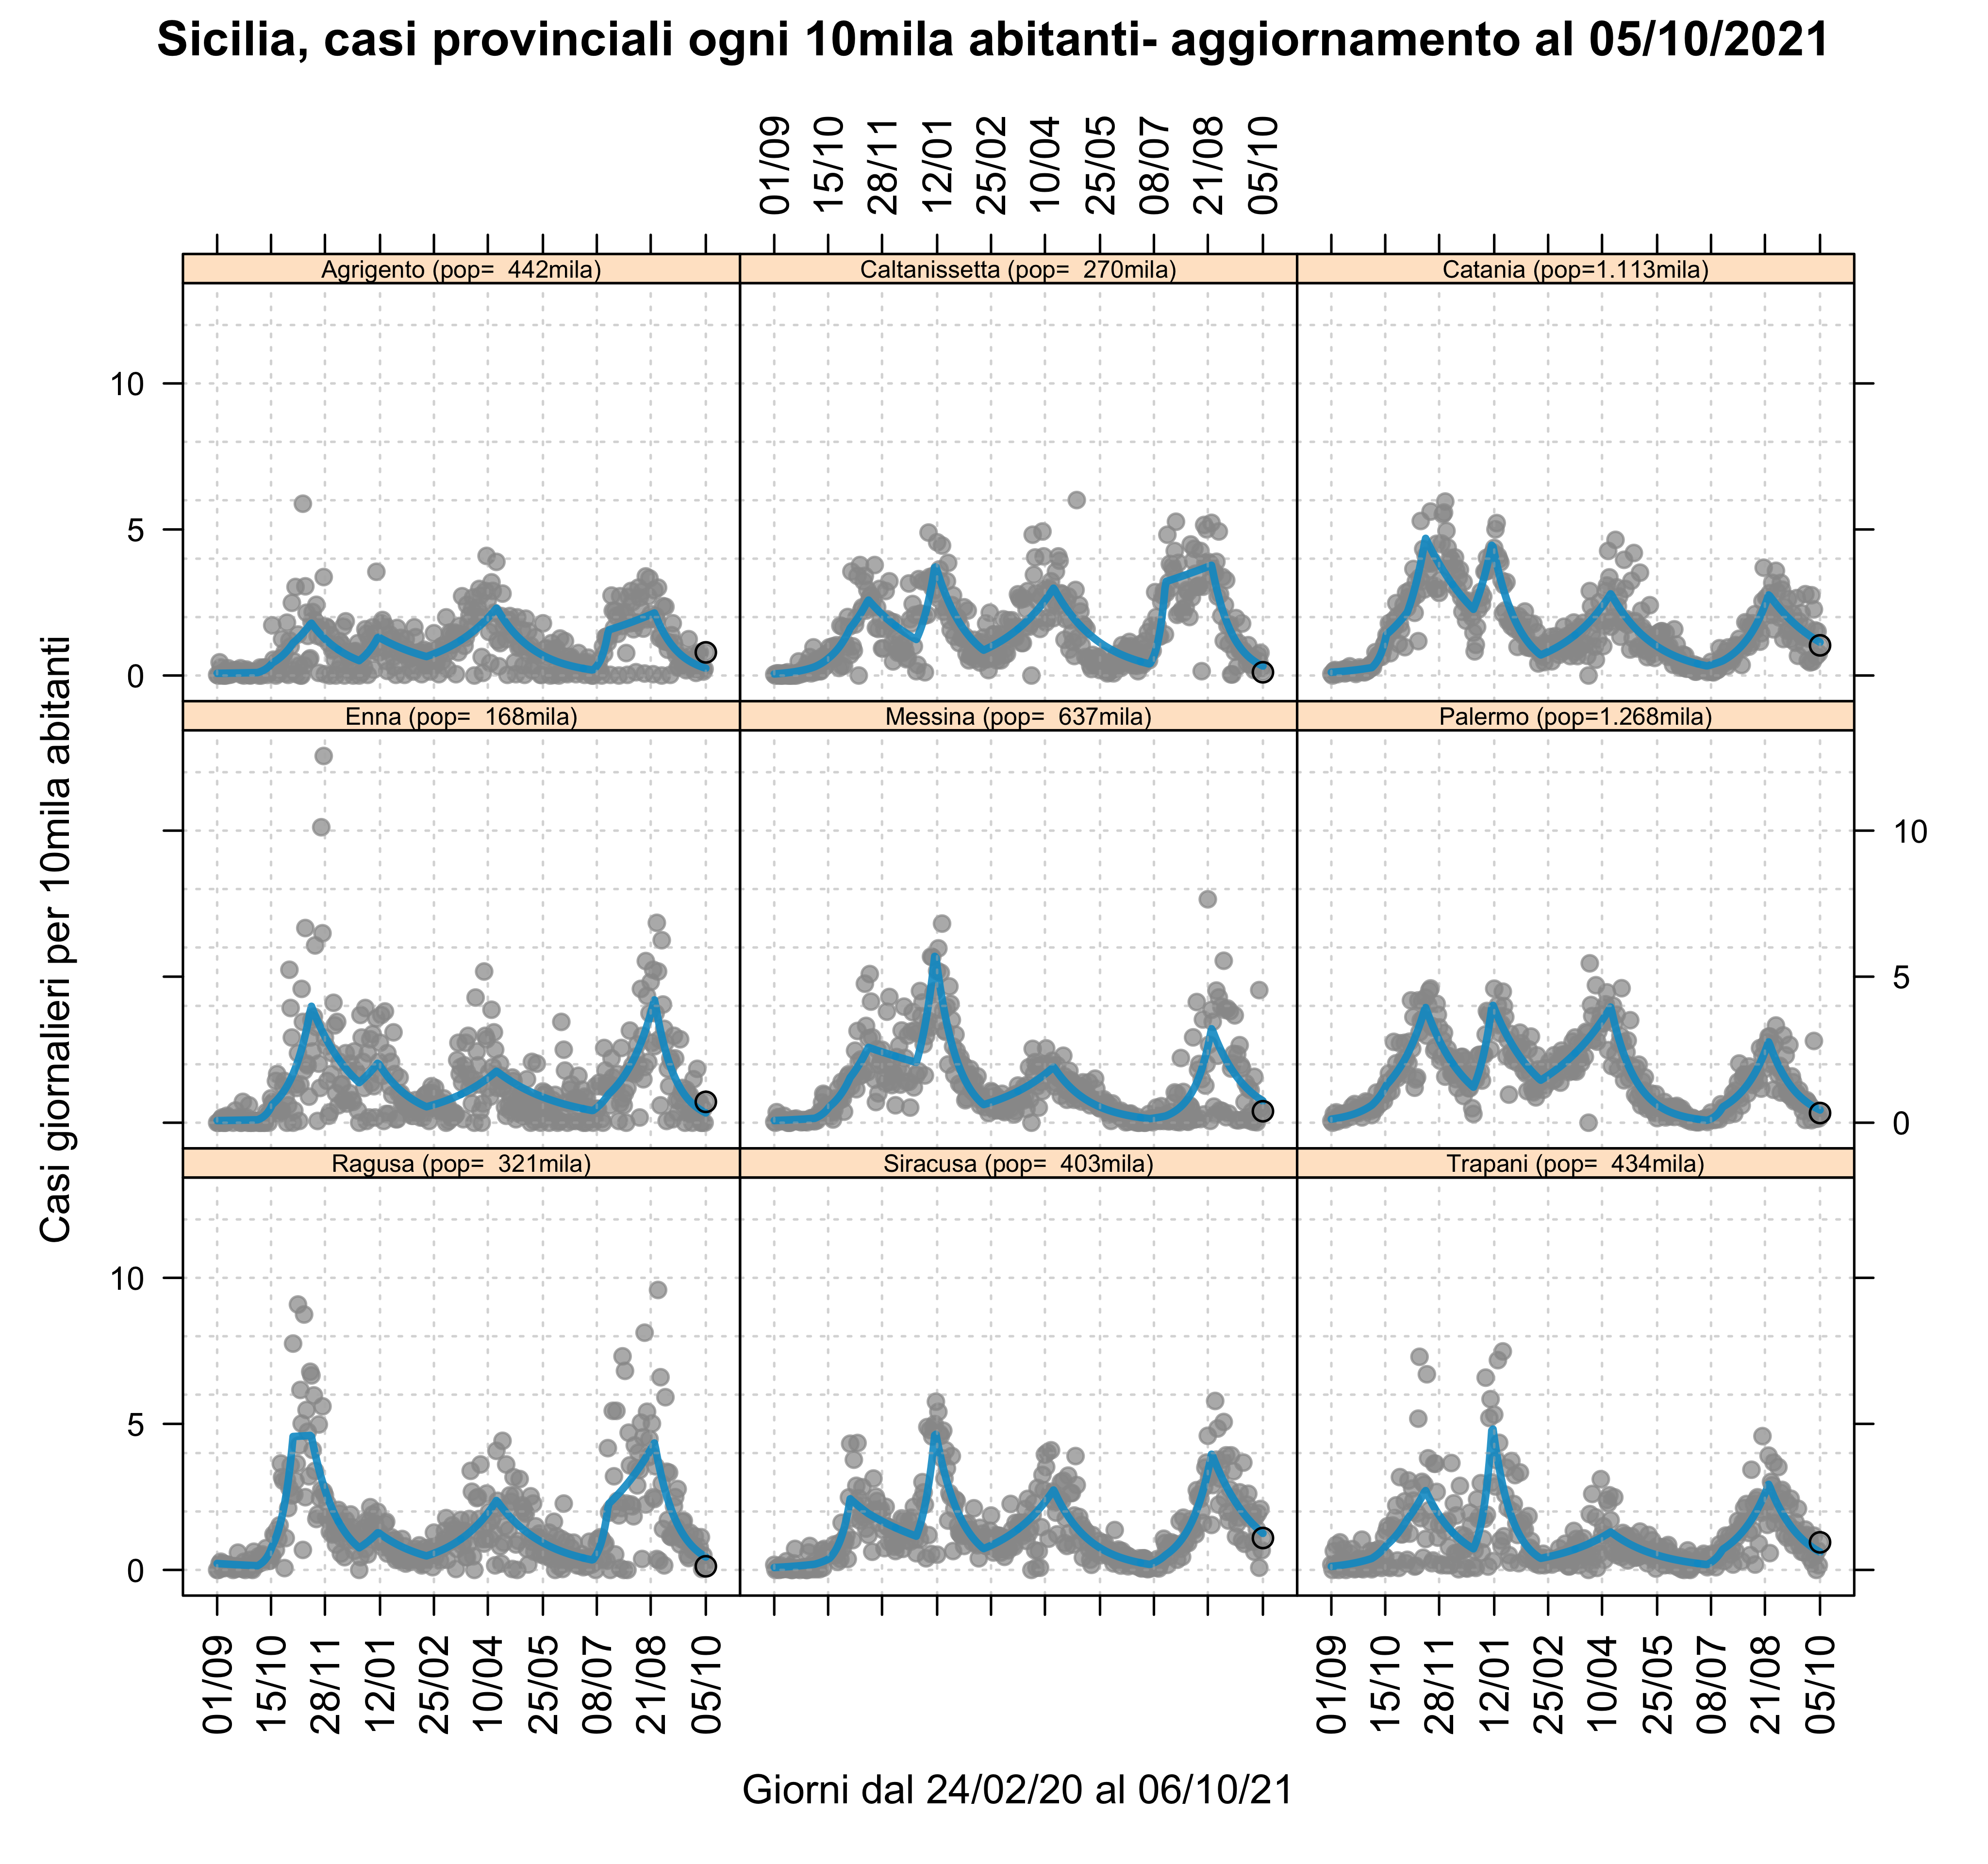 Sicilia, casi provinciali ogni 10mila abitanti- aggiornamento al 05/10/2021
01/09 15/10 28/11 12/01 25/02 10/04 25/05 08/07 21/08 05/10
Agrigento (pop= 442mila)
Caltanissetta (pop= 270mila)
Catania (pop=1.113mila)
10
5
0
Enna (pop= 168mila)
Messina (pop= 637mila)
Palermo (pop=1.268mila)
10
5
0
Ragusa (pop= 321mila)
Siracusa (pop= 403mila)
Trapani (pop= 434mila)
10
5
0
Casi giornalieri per 10mila abitanti
01/09 15/10 28/11 12/01 25/02 10/04 25/05 08/07 21/08 05/10
01/09 15/10 28/11 12/01 25/02 10/04 25/05 08/07 21/08 05/10
Giorni dal 24/02/20 al 06/10/21